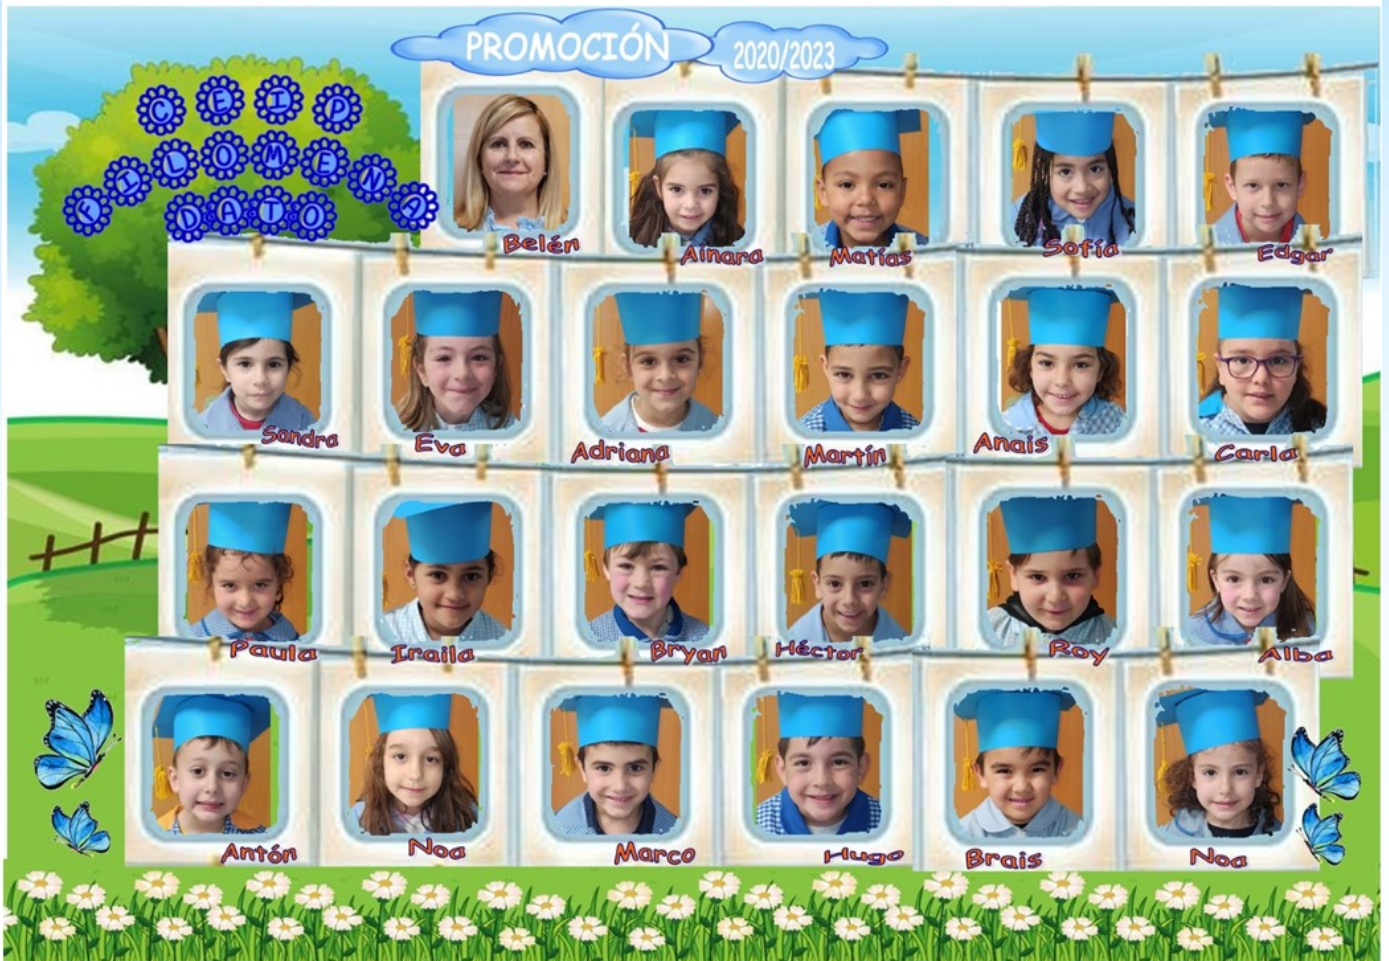 PROMOCIÓN 2020/2023
CEIP
FILOMENA
DATO
Belén Ainara Matías Sofía Edgar
Sandra Eva Adriana Martín Anais Carla
Paula Iraila Bryan Héctor Roy Alba
Antón Noa Marco Hugo Brais Noa